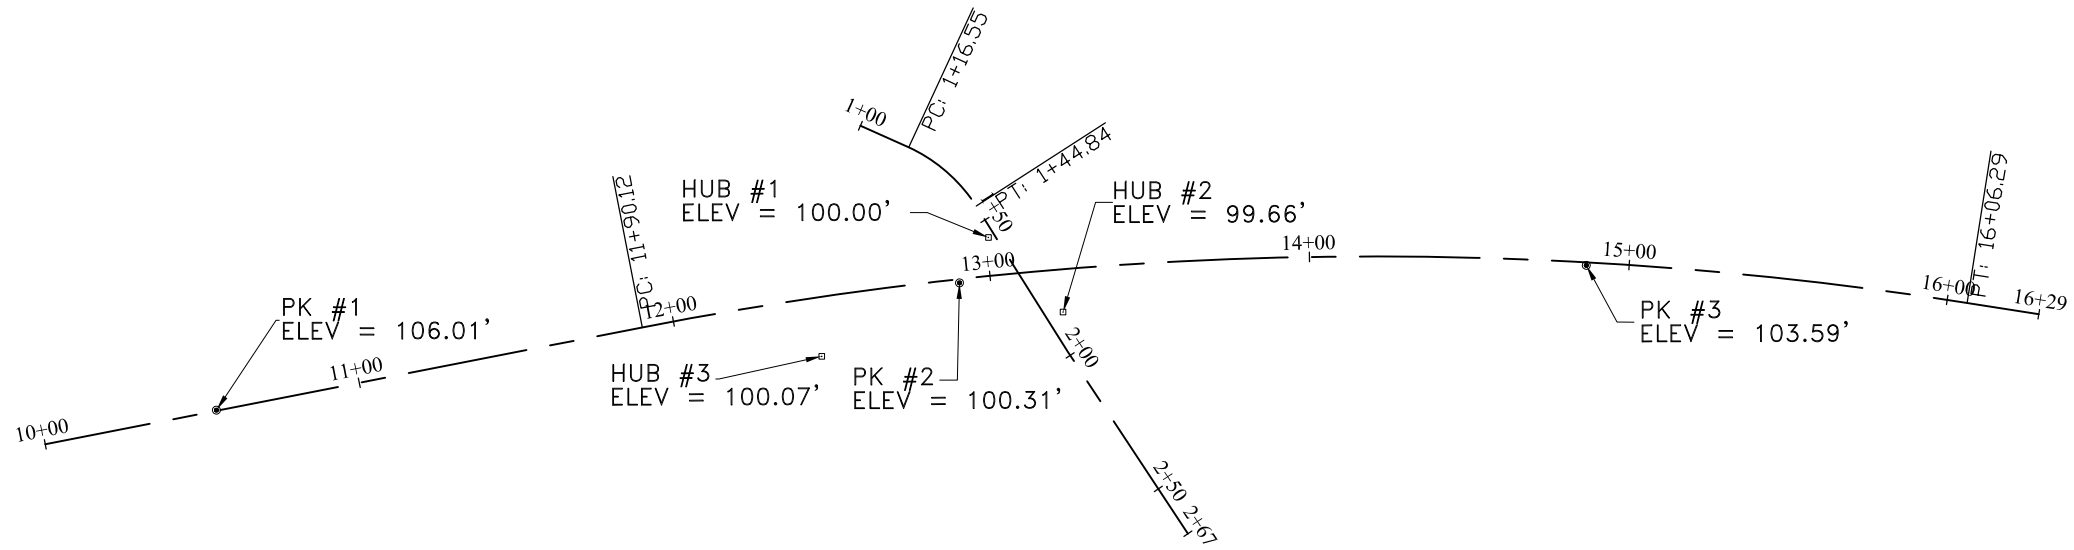 PC: 1+16.55
1+00
PT: 1+44.84
1+50
HUB #1
ELEV = 100.00'
HUB #2
ELEV = 99.66'
PC: 11+90.12
PT: 16+06.29
10+00
11+00
12+00
13+00
14+00
15+00
16+00
16+29
PK #1
ELEV = 106.01'
PK #3
ELEV = 103.59'
HUB #3
ELEV = 100.07'
PK #2
ELEV = 100.31'
2+00
2+50
2+67